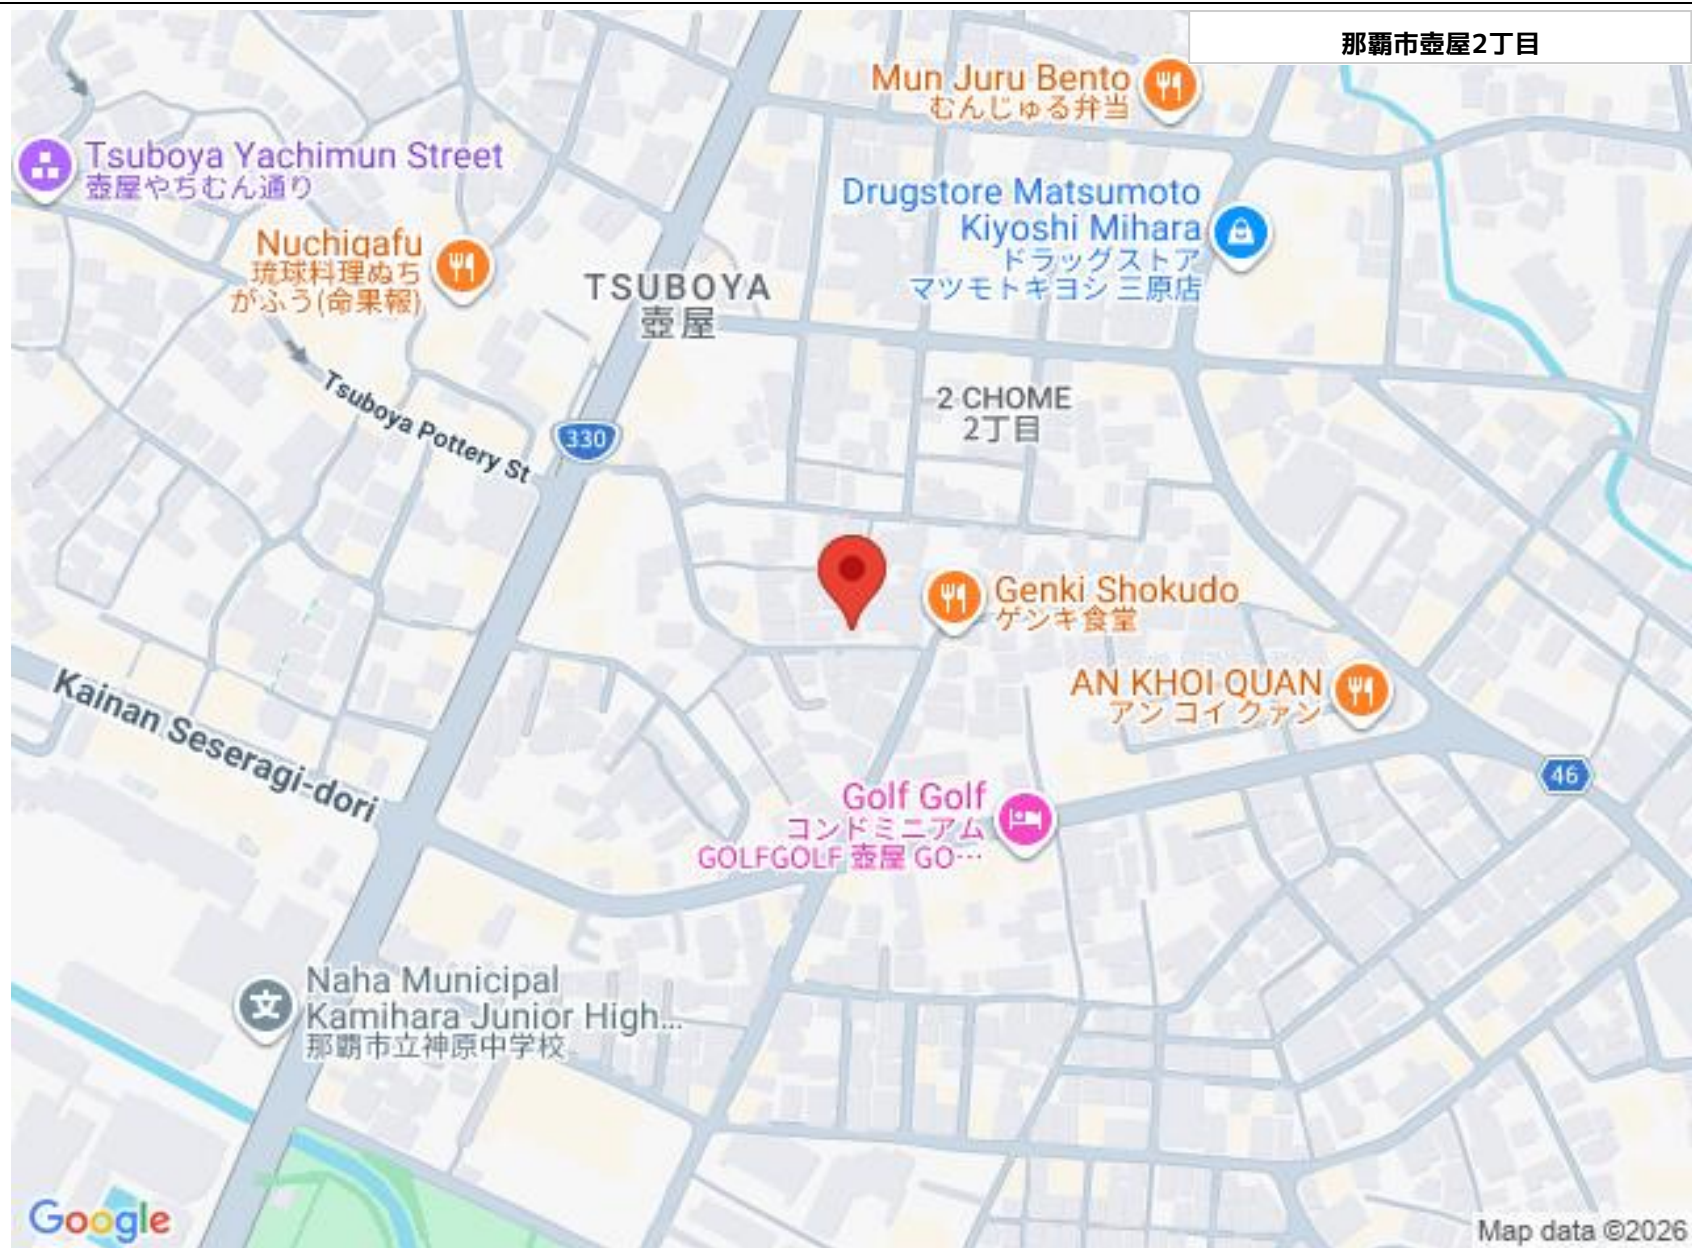 那覇市壺屋2丁目
Mun Juru Bento
むんじゅる弁当
Tsuboya Yachimun Street
壺屋やちむん通り
Drugstore Matsumoto
Kiyoshi Mihara
ドラッグストア
マツモトキヨシ 三原店
Nuchigafu
琉球料理ぬち
がふう(命果報)
TSUBOYA
壺屋
Tsuboya Pottery St
330
2 CHOME
2丁目
Genki Shokudo
ゲンキ食堂
AN KHOI QUAN
アン コイ クァン
Kainan Seseragi-dori
46
Golf Golf
コンドミニアム
GOLFGOLF 壺屋 GO…
文
Naha Municipal
Kamihara Junior High...
那覇市立神原中学校
Google
Map data ©2026